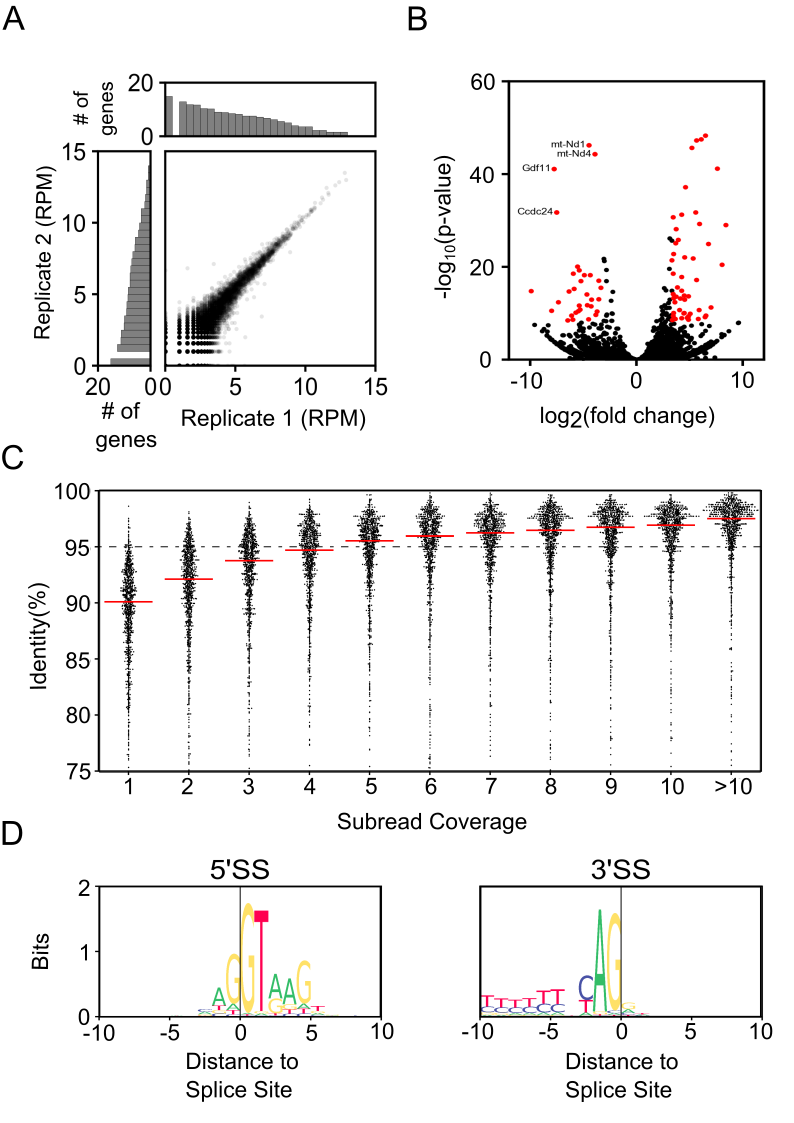 A
B
20
# of
genes
0
15
10
5
0
Replicate 2 (RPM)
20
0
0
5
10
15
# of
genes
Replicate 1 (RPM)
60
40
20
0
-log10(p-value)
mt-Nd1
mt-Nd4
Gdf11
Ccdc24
-10
0
10
log2(fold change)
C
100
95
90
85
80
75
Identity(%)
1
2
3
4
5
6
7
8
9
10
>10
Subread Coverage
D
5'SS
3'SS
2
1
0
Bits
A
G
G
T
A
A
G
G
T
T
T
T
T
T
C
C
C
C
C
C
C
T
A
G
G
-10
-5
0
5
10
-10
-5
0
5
10
Distance to
Splice Site
Distance to
Splice Site